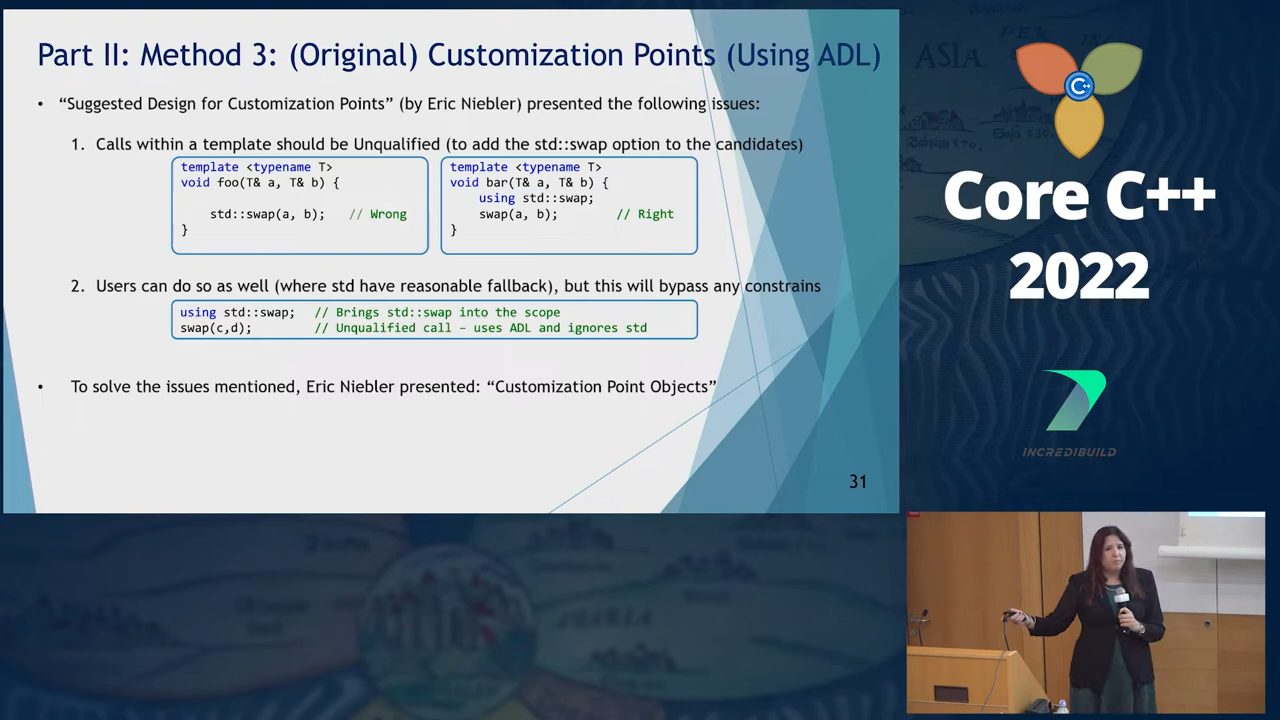 Part II: Method 3: (Original) Customization Points (Using ADL)
• “Suggested Design for Customization Points” (by Eric Niebler) presented the following issues:
1. Calls within a template should be Unqualified (to add the std::swap option to the candidates)
template <typename T>
void foo(T& a, T& b) {
std::swap(a, b); // Wrong
}
template <typename T>
void bar(T& a, T& b) {
using std::swap;
swap(a, b); // Right
}
2. Users can do so as well (where std have reasonable fallback), but this will bypass any constrains
using std::swap; // Brings std::swap into the scope
swap(c,d); // Unqualified call – uses ADL and ignores std
• To solve the issues mentioned, Eric Niebler presented: “Customization Point Objects”
31
ASIA
C++
Core C++
2022
INCREDIBUILD